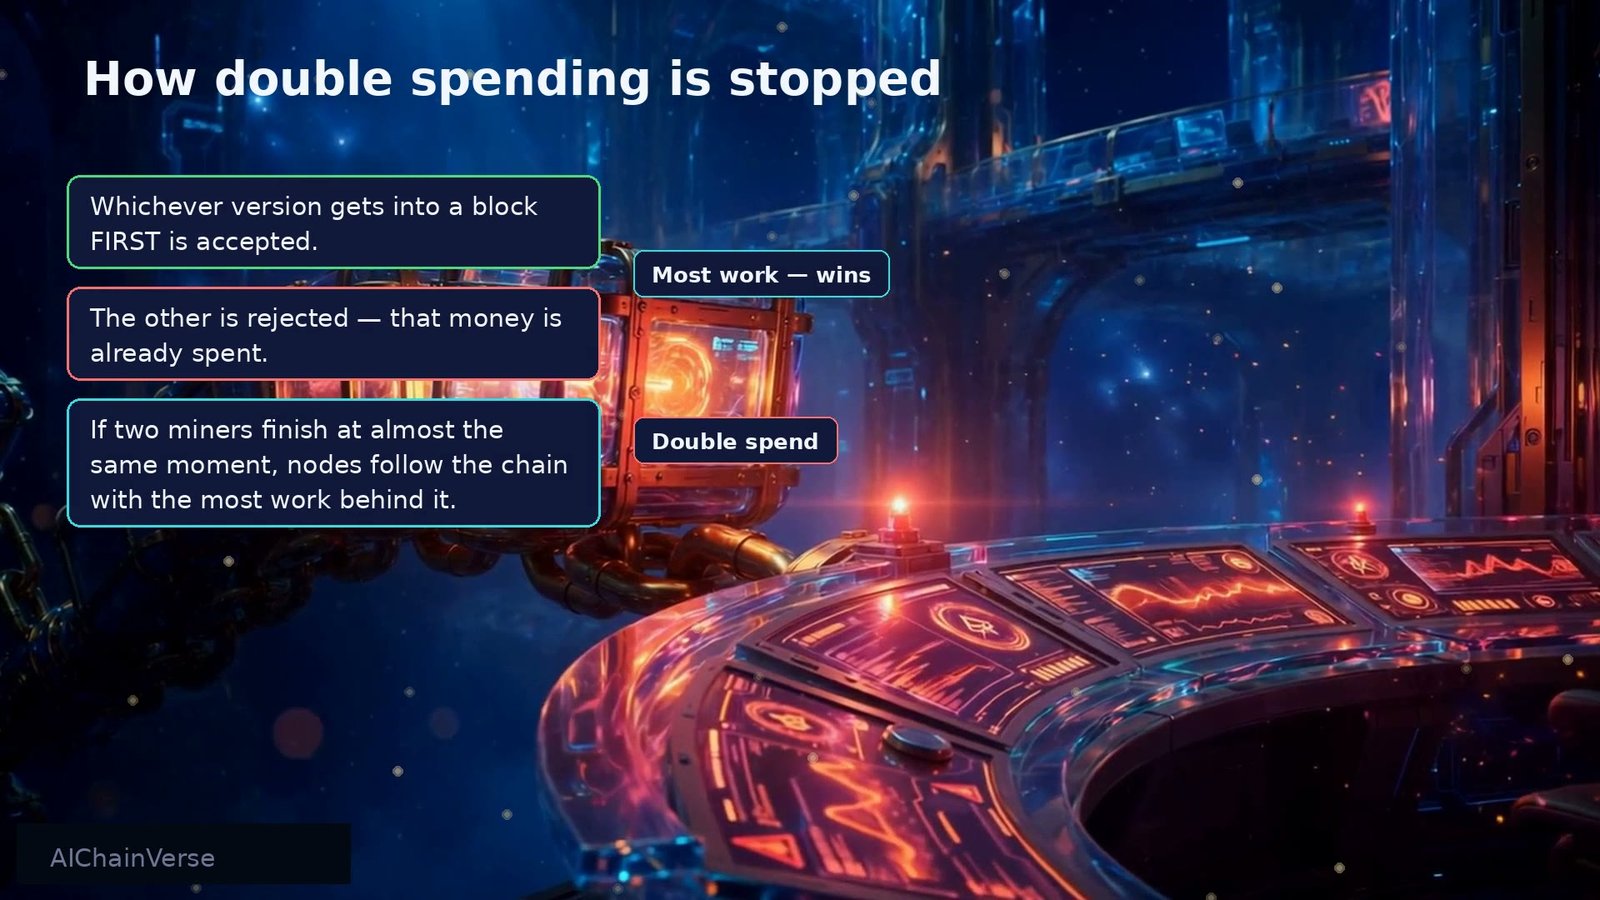 How double spending is stopped
Whichever version gets into a block
FIRST is accepted.
The other is rejected — that money is
already spent.
If two miners finish at almost the
same moment, nodes follow the chain
with the most work behind it.
Most work — wins
Double spend
AIChainVerse